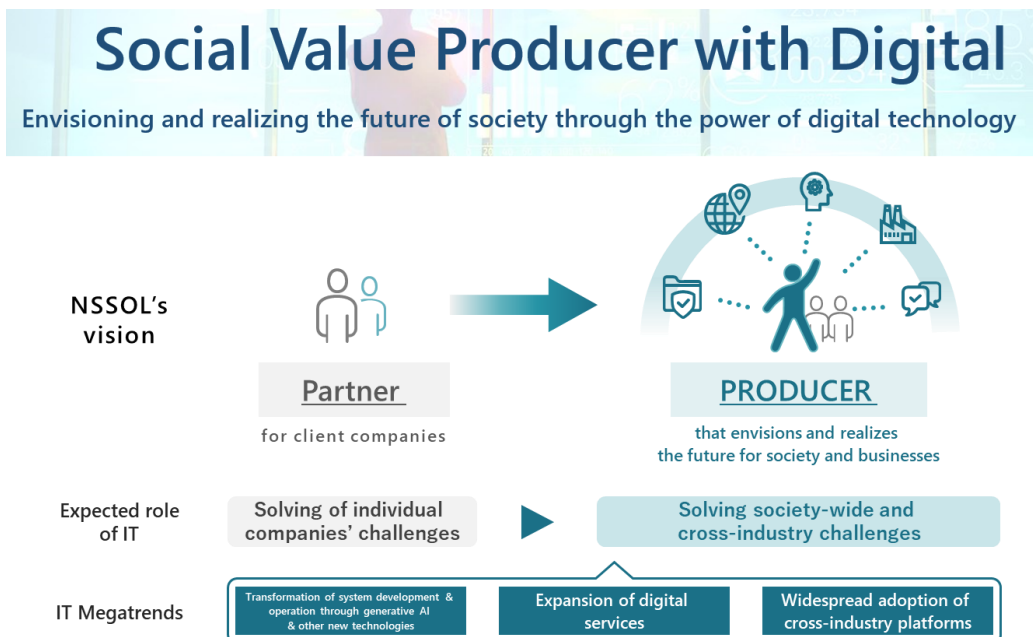 Social Value Producer with Digital
Envisioning and realizing the future of society through the power of digital technology
NSSOL's
vision
Partner
for client companies
PRODUCER
that envisions and realizes
the future for society and businesses
Expected role
of IT
Solving of individual
companies' challenges
Solving society-wide and
cross-industry challenges
IT Megatrends
Transformation of system development &
operation through generative AI
& other new technologies
Expansion of digital
services
Widespread adoption of
cross-industry platforms